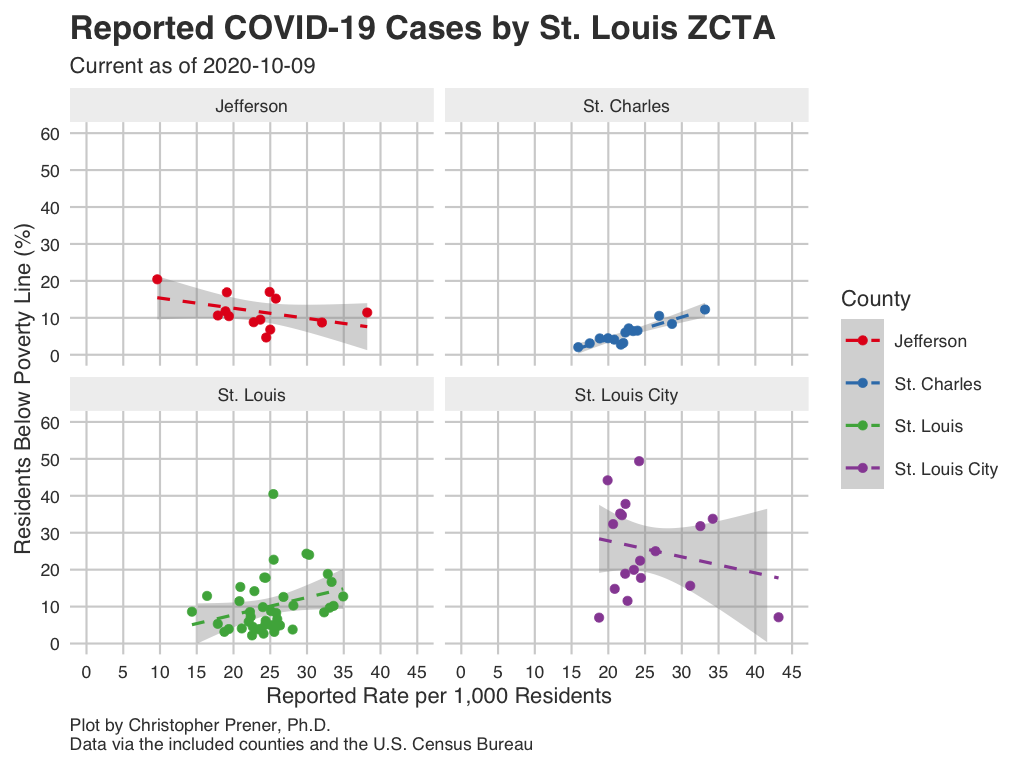 Reported COVID-19 Cases by St. Louis ZCTA
Current as of 2020-10-09
Jefferson
St. Charles
60
50
40
30
20
10
0
St. Louis
St. Louis City
60
50
40
30
20
10
0
0 5 10 15 20 25 30 35 40 45
0 5 10 15 20 25 30 35 40 45
Residents Below Poverty Line (%)
Reported Rate per 1,000 Residents
County
Jefferson
St. Charles
St. Louis
St. Louis City
Plot by Christopher Prener, Ph.D.
Data via the included counties and the U.S. Census Bureau